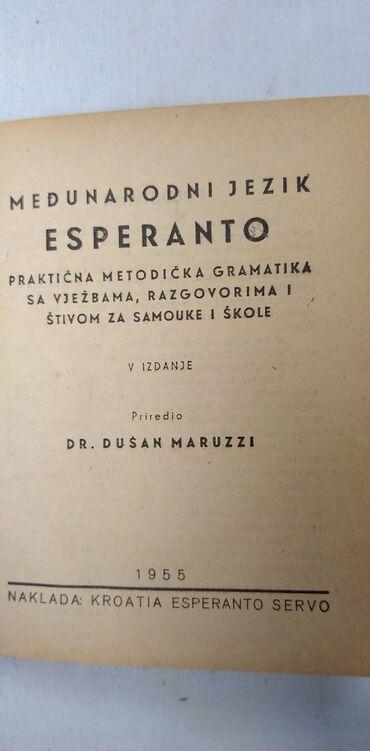 MEĐUNARODNI JEZIK
ESPERANTO
PRAKTIČNA METODIČKA GRAMATIKA
SA VJEŽBAMA, RAZGOVORIMA I
ŠTIVOM ZA SAMOUKE I ŠKOLE
V IZDANJE
Priredio
DR. DUŠAN MARUZZI
1955
NAKLADA: KROATIA ESPERANTO SERVO